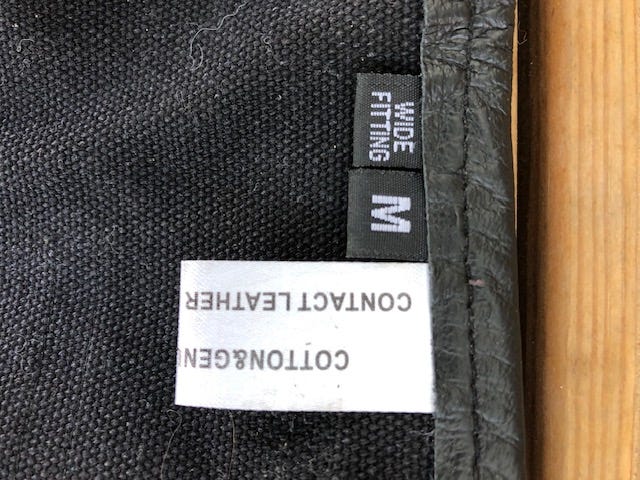 WIDE
FITTING
M
COTTON&GEN
CONTACT LEATHER